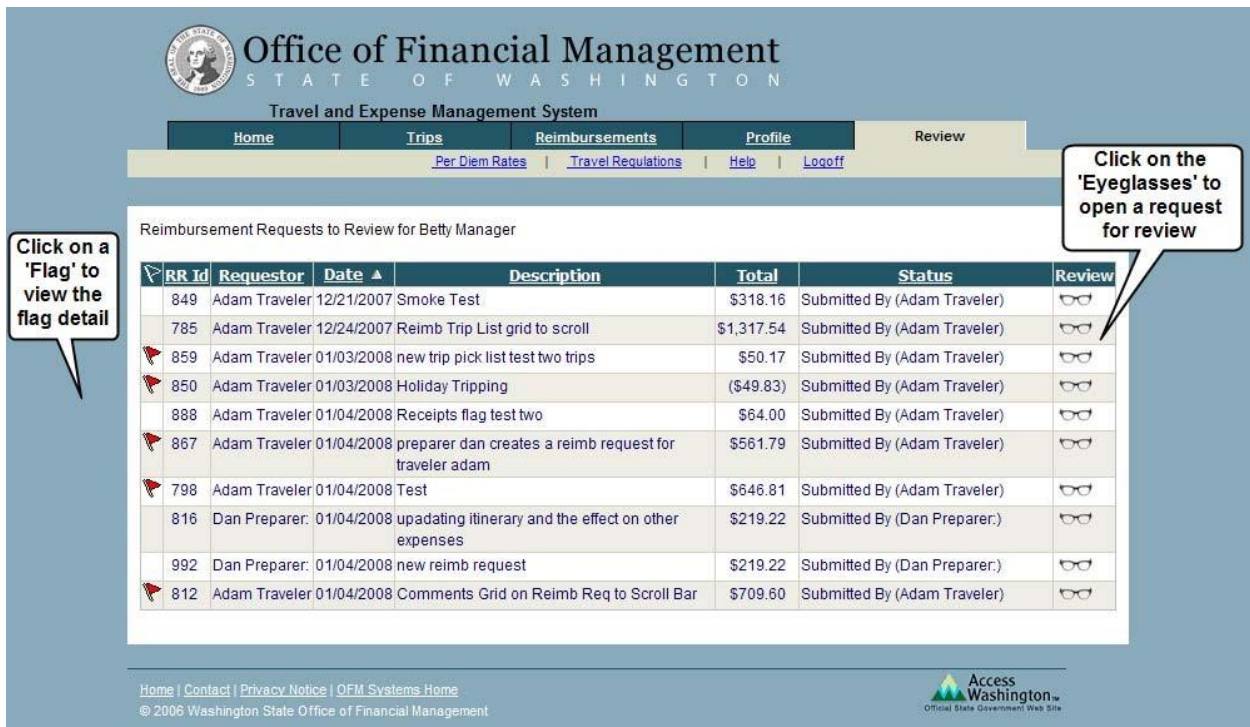 Office of Financial Management
STATE OF WASHINGTON
Travel and Expense Management System
Home Trips Reimbursements Profile Review
Per Diem Rates | Travel Regulations | Help | Logoff
Click on the
'Eyeglasses' to
open a request
for review
Click on a
'Flag' to
view the
flag detail
Reimbursement Requests to Review for Betty Manager
RR Id Requestor Date ▲ Description Total Status Review
849 Adam Traveler 12/21/2007 Smoke Test $318.16 Submitted By (Adam Traveler)
785 Adam Traveler 12/24/2007 Reimb Trip List grid to scroll $1,317.54 Submitted By (Adam Traveler)
859 Adam Traveler 01/03/2008 new trip pick list test two trips $50.17 Submitted By (Adam Traveler)
850 Adam Traveler 01/03/2008 Holiday Tripping ($49.83) Submitted By (Adam Traveler)
888 Adam Traveler 01/04/2008 Receipts flag test two $64.00 Submitted By (Adam Traveler)
867 Adam Traveler 01/04/2008 preparer dan creates a reimb request for $561.79 Submitted By (Adam Traveler)
traveler adam
798 Adam Traveler 01/04/2008 Test $646.81 Submitted By (Adam Traveler)
816 Dan Preparer: 01/04/2008 upadating itinerary and the effect on other $219.22 Submitted By (Dan Preparer:)
expenses
992 Dan Preparer: 01/04/2008 new reimb request $219.22 Submitted By (Dan Preparer:)
812 Adam Traveler 01/04/2008 Comments Grid on Reimb Req to Scroll Bar $709.60 Submitted By (Adam Traveler)
Home | Contact | Privacy Notice | OFM Systems Home
© 2006 Washington State Office of Financial Management
Access
Washington™
Official State Government Web Site